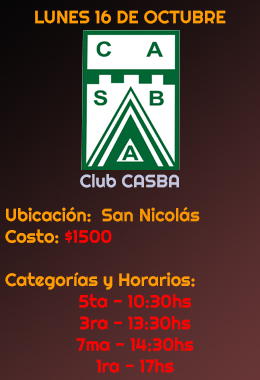 LUNES 16 DE OCTUBRE
C A
S B
A
Club CASBA
Ubicación: San Nicolás
Costo: $1500
Categorías y Horarios:
5ta - 10:30hs
3ra - 13:30hs
7ma - 14:30hs
1ra - 17hs